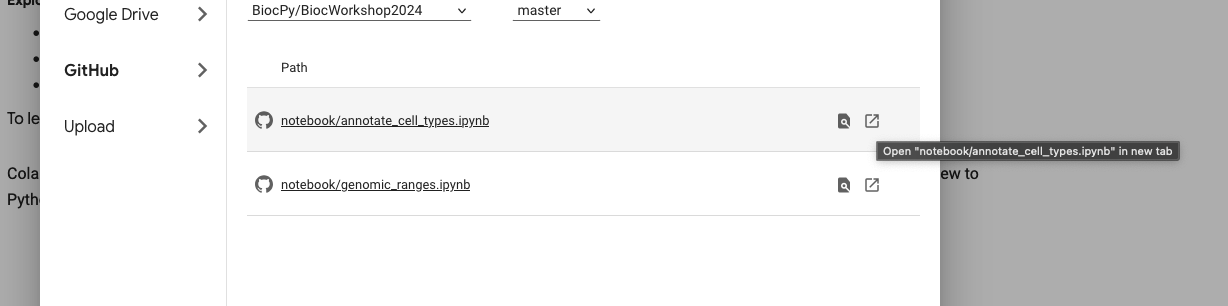 Explo
Google Drive
BiocPy/BiocWorkshop2024 master
GitHub
Path
To le
Upload
notebook/annotate_cell_types.ipynb
Open "notebook/annotate_cell_types.ipynb" in new tab
Cola
ew to
notebook/genomic_ranges.ipynb
Pyth